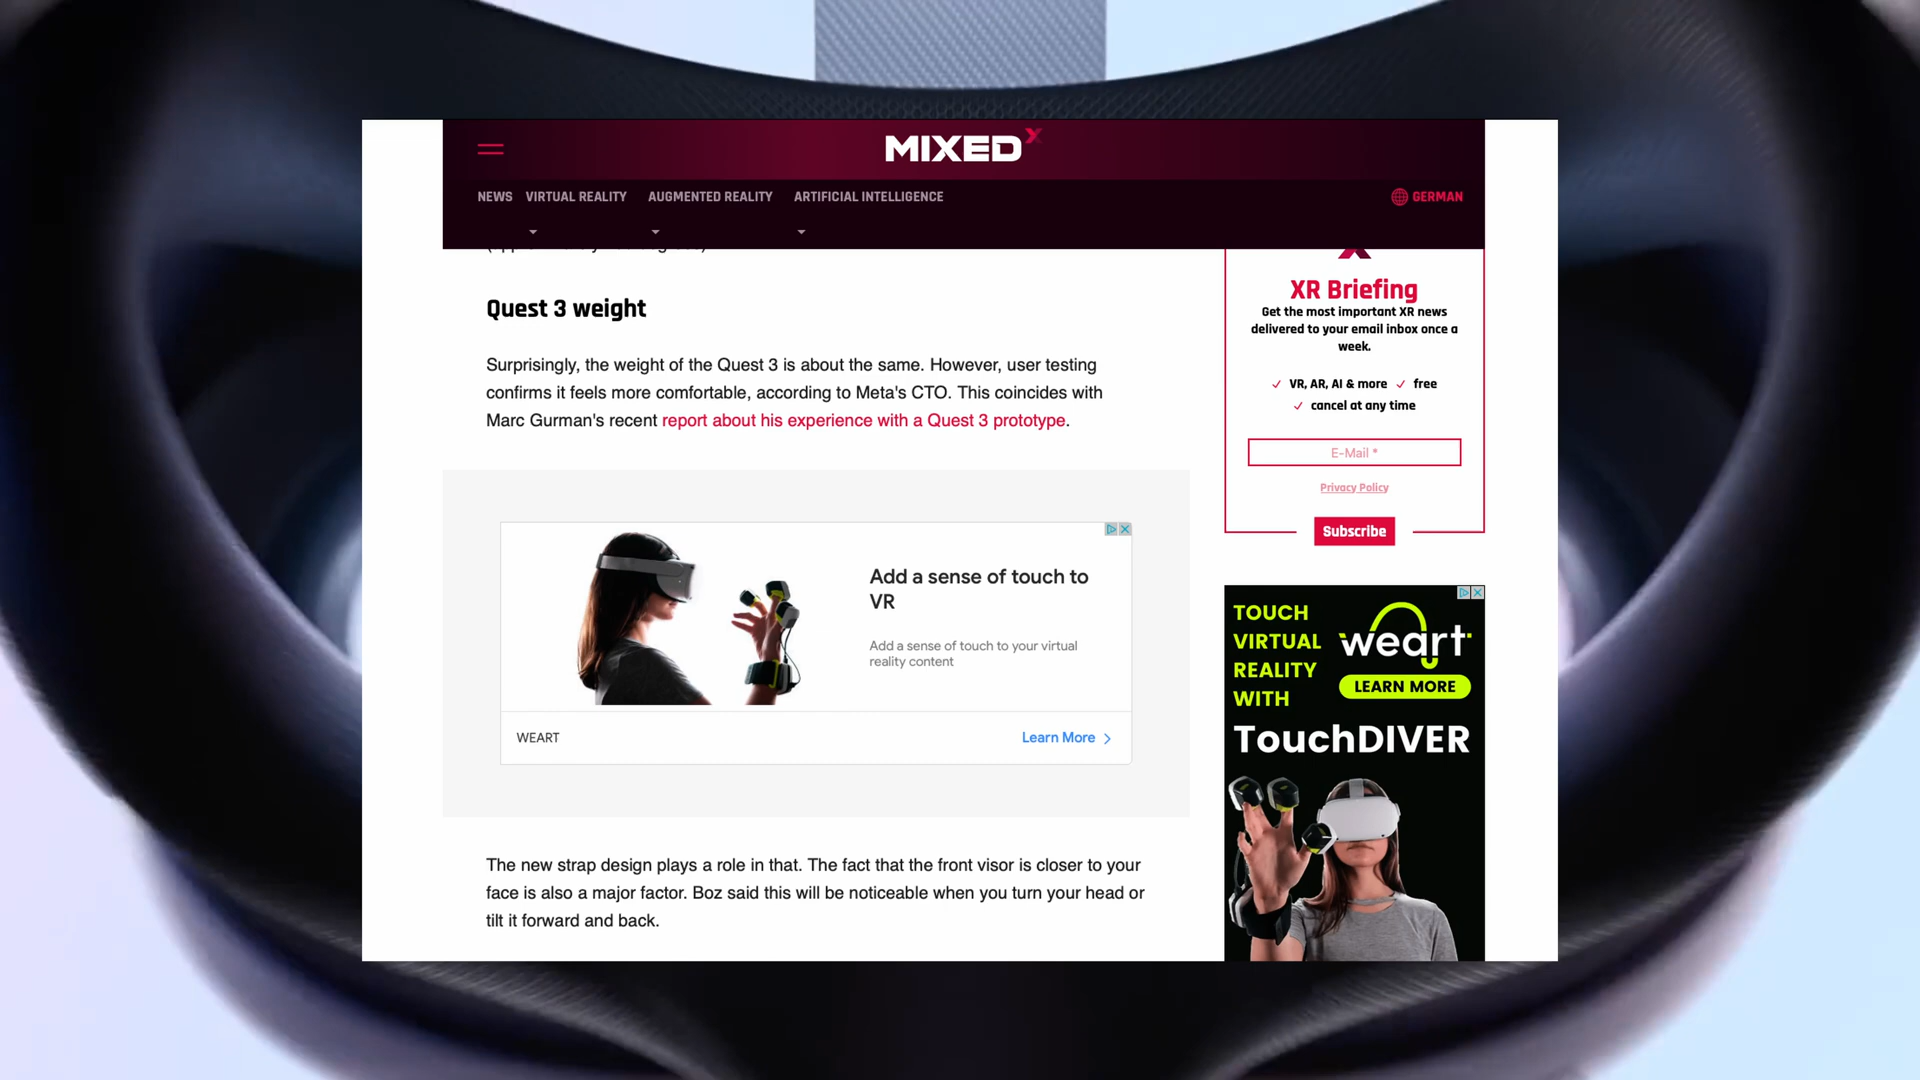 MIXED X
NEWS VIRTUAL REALITY AUGMENTED REALITY ARTIFICIAL INTELLIGENCE
GERMAN
Quest 3 weight
Surprisingly, the weight of the Quest 3 is about the same. However, user testing
confirms it feels more comfortable, according to Meta's CTO. This coincides with
Marc Gurman's recent report about his experience with a Quest 3 prototype.
Add a sense of touch to
VR
Add a sense of touch to your virtual
reality content
WEART
Learn More
The new strap design plays a role in that. The fact that the front visor is closer to your
face is also a major factor. Boz said this will be noticeable when you turn your head or
tilt it forward and back.
XR Briefing
Get the most important XR news
delivered to your email inbox once a
week.
VR, AR, AI & more free
cancel at any time
E-Mail *
Privacy Policy
Subscribe
TOUCH
VIRTUAL
REALITY
WITH
weart
LEARN MORE
TouchDIVER